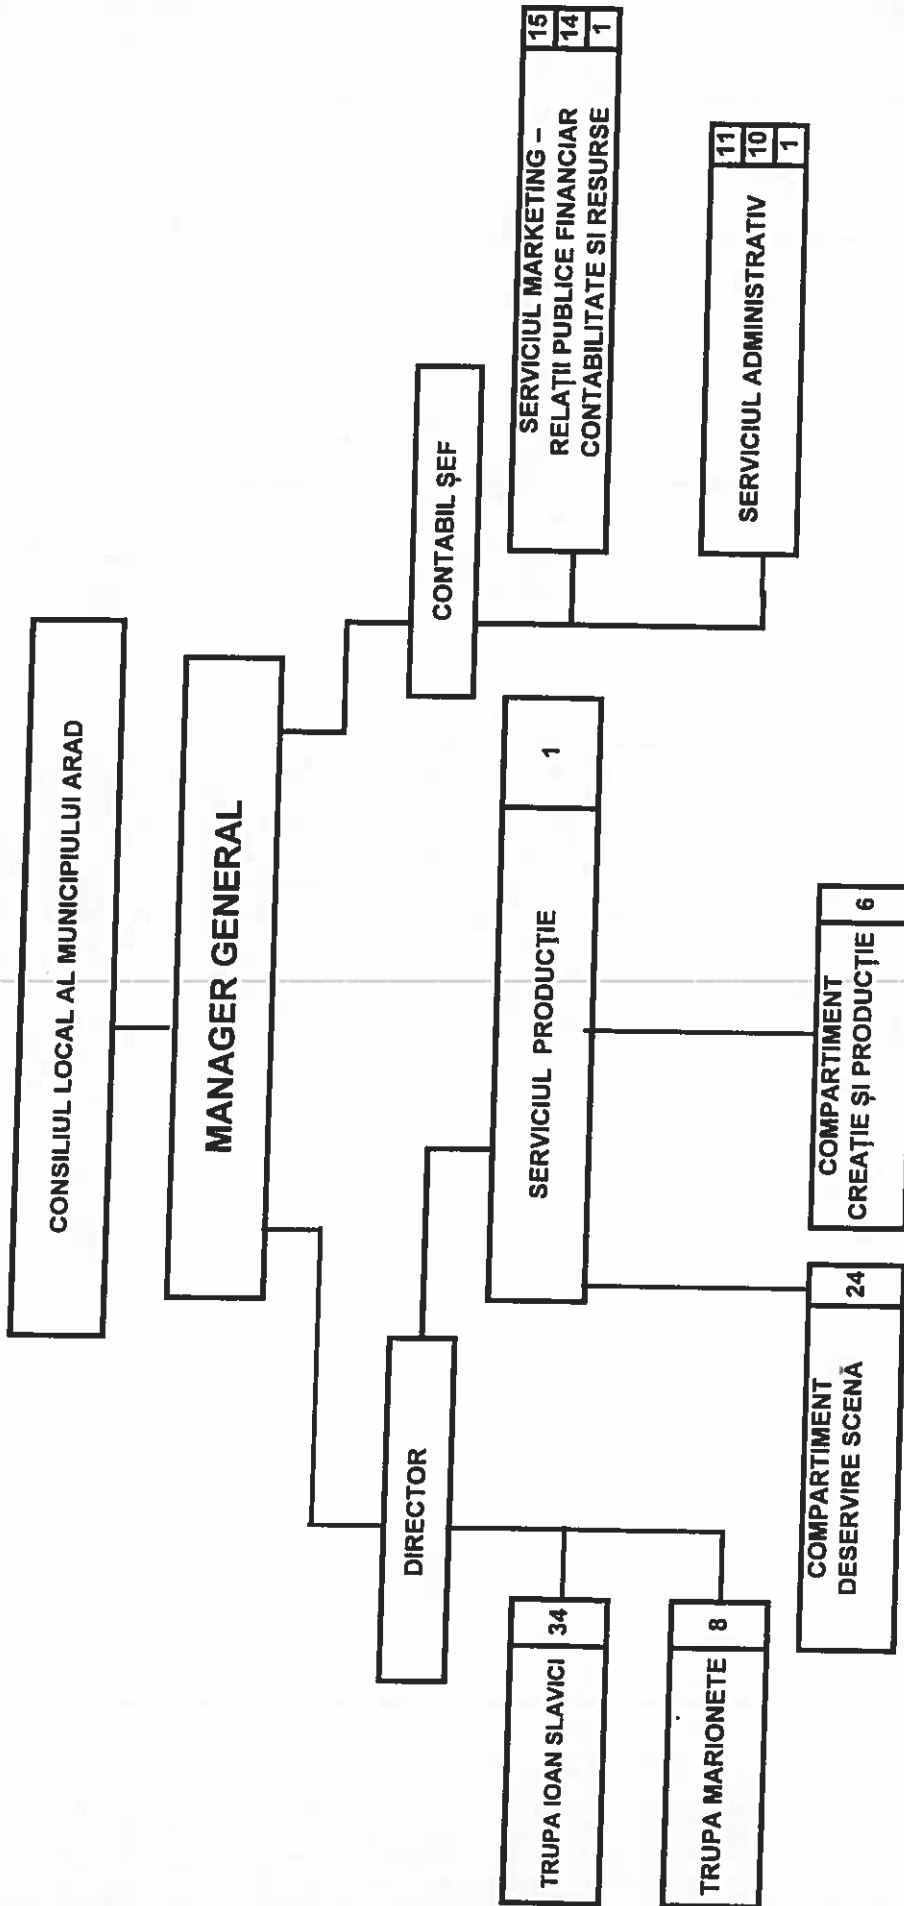 CONSILIUL LOCAL AL MUNICIPIULUI ARAD
MANAGER GENERAL
DIRECTOR
CONTABIL ȘEF
TRUPA IOAN SLAVICI
34
TRUPA MARIONETE
8
SERVICIUL PRODUCȚIE
1
COMPARTIMENT
DESERVIRE SCENĂ
24
COMPARTIMENT
CREAȚIE ȘI PRODUCȚIE
6
SERVICIUL MARKETING –
RELAȚII PUBLICE FINANCIAR
CONTABILITATE SI RESURSE
15
14
1
SERVICIUL ADMINISTRATIV
11
10
1